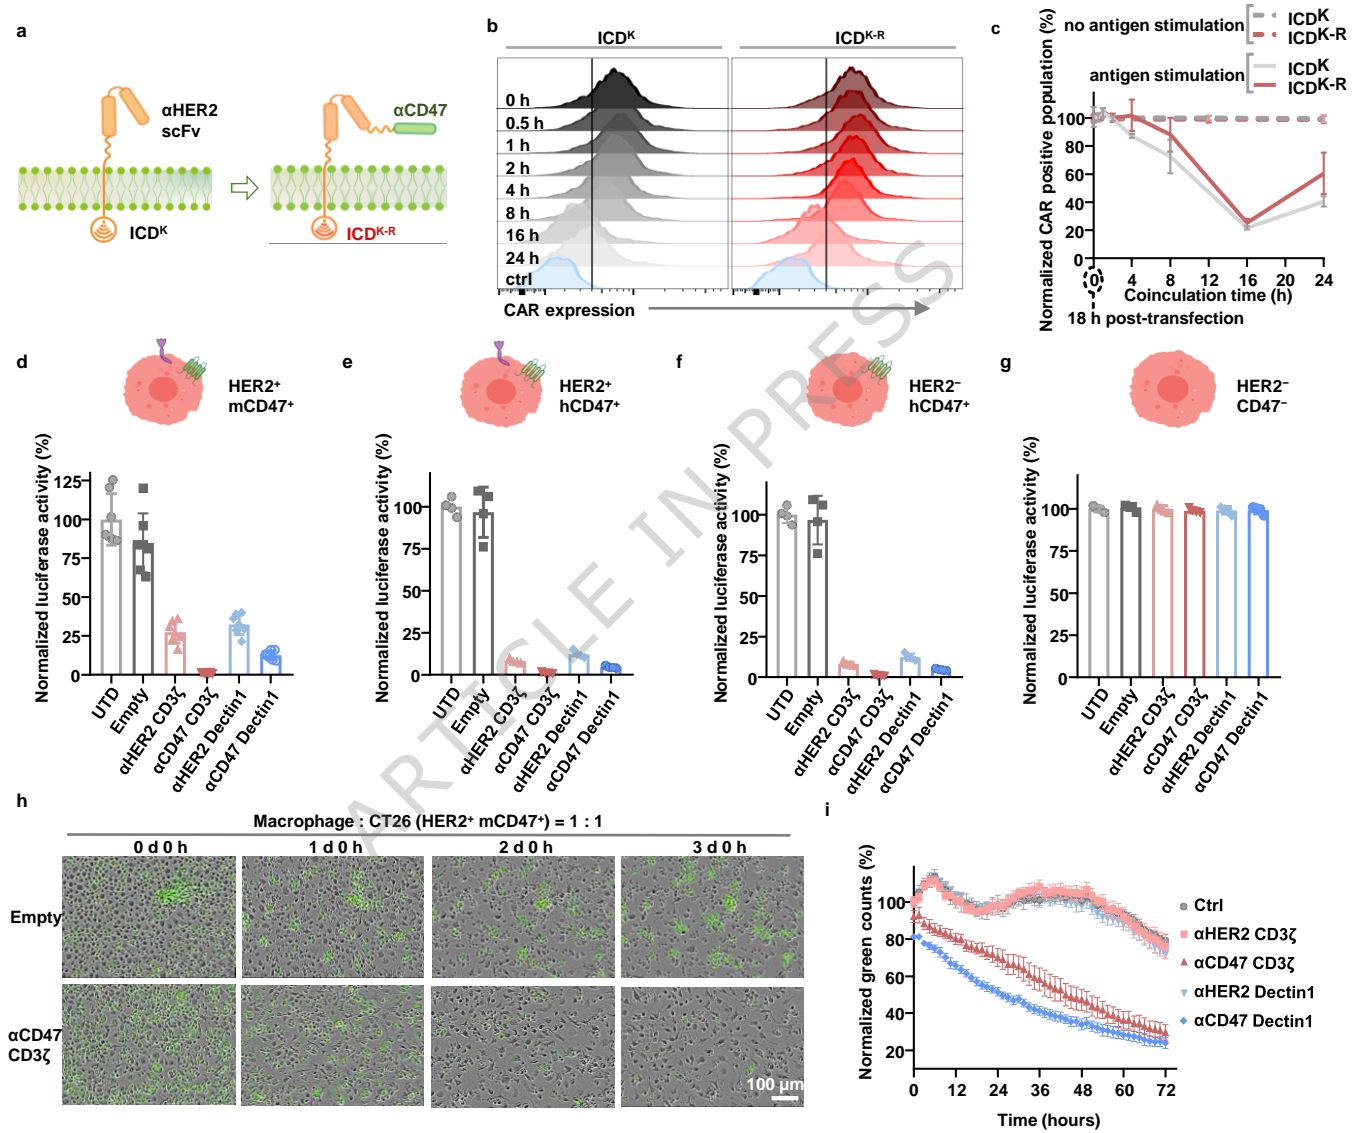 a
αHER2
scFv
αCD47
ICDK
ICDK-R
b
ICDK
ICDK-R
0 h
0.5 h
1 h
2 h
4 h
8 h
16 h
24 h
ctrl
CAR expression
c
no antigen stimulation
ICDK
ICDK-R
antigen stimulation
ICDK
ICDK-R
Normalized CAR positive population (%)
100
80
60
40
20
0
0 4 8 12 16 20 24
Coinculation time (h)
18 h post-transfection
d
HER2+
mCD47+
Normalized luciferase activity (%)
125
100
75
50
25
0
UTD
Empty
αHER2 CD3ζ
αCD47 CD3ζ
αHER2 Dectin1
αCD47 Dectin1
e
HER2+
hCD47+
Normalized luciferase activity (%)
100
75
50
25
0
UTD
Empty
αHER2 CD3ζ
αCD47 CD3ζ
αHER2 Dectin1
αCD47 Dectin1
f
HER2−
hCD47+
Normalized luciferase activity (%)
100
75
50
25
0
UTD
Empty
αHER2 CD3ζ
αCD47 CD3ζ
αHER2 Dectin1
αCD47 Dectin1
g
HER2−
CD47−
Normalized luciferase activity (%)
100
75
50
25
0
UTD
Empty
αHER2 CD3ζ
αCD47 CD3ζ
αHER2 Dectin1
αCD47 Dectin1
h
Macrophage : CT26 (HER2+ mCD47+) = 1 : 1
0 d 0 h
1 d 0 h
2 d 0 h
3 d 0 h
Empty
αCD47
CD3ζ
100 μm
i
Normalized green counts (%)
100
80
60
40
20
0 12 24 36 48 60 72
Time (hours)
Ctrl
αHER2 CD3ζ
αCD47 CD3ζ
αHER2 Dectin1
αCD47 Dectin1
ARTICLE IN PRESS